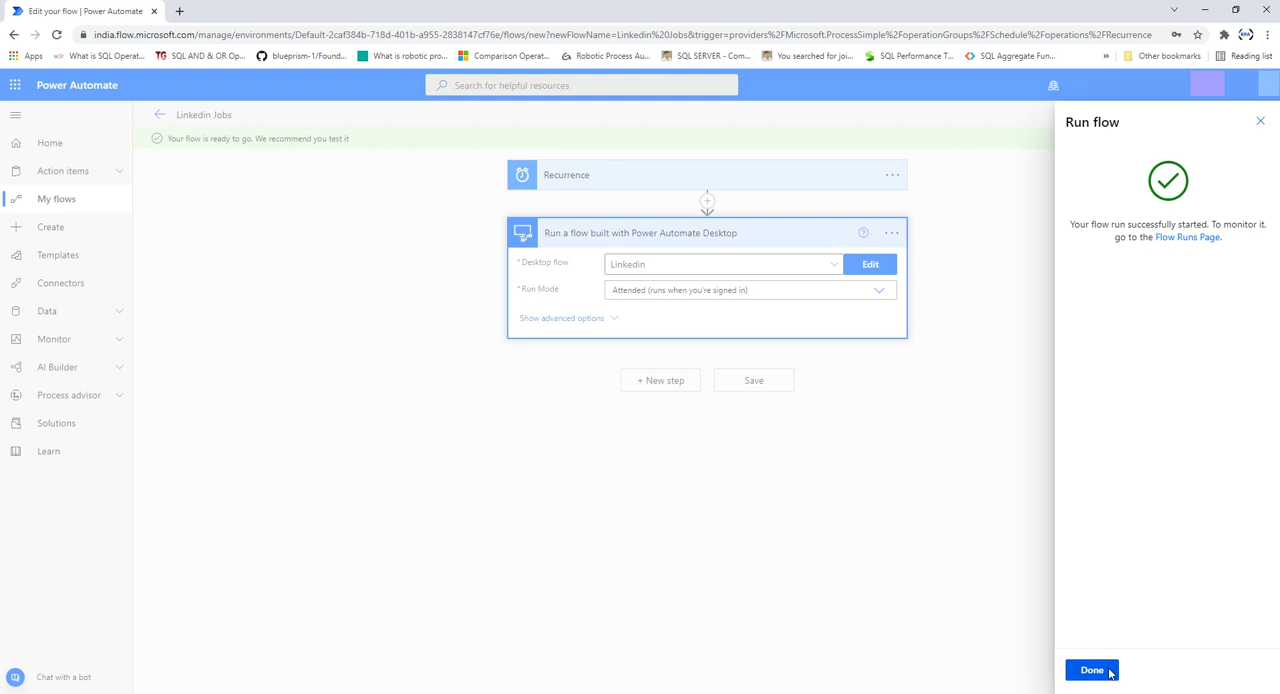 Edit your flow | Power Automate
india.flow.microsoft.com/manage/environments/Default-2caf384b-718d-401b-a955-2838147cf76e/flows/new?newFlowName=Linkedin%20Jobs&trigger=providers%2FMicrosoft.ProcessSimple%2FoperationGroups%2FSchedule%2Foperations%2FRecurrence
Apps What is SQL Operat... SQL AND & OR Op... blueprism-1/Found... What is robotic pro... Comparison Operat... Robotic Process Au... SQL SERVER - Com... You searched for joi... SQL Performance T... SQL Aggregate Fun... » Other bookmarks Reading list
Power Automate
Search for helpful resources
Linkedin Jobs
Your flow is ready to go. We recommend you test it
Home
Action items
My flows
Create
Templates
Connectors
Data
Monitor
AI Builder
Process advisor
Solutions
Learn
Chat with a bot
Recurrence
Run a flow built with Power Automate Desktop
* Desktop flow
Linkedin
Edit
* Run Mode
Attended (runs when you're signed in)
Show advanced options
+ New step
Save
Run flow
Your flow run successfully started. To monitor it,
go to the Flow Runs Page.
Done